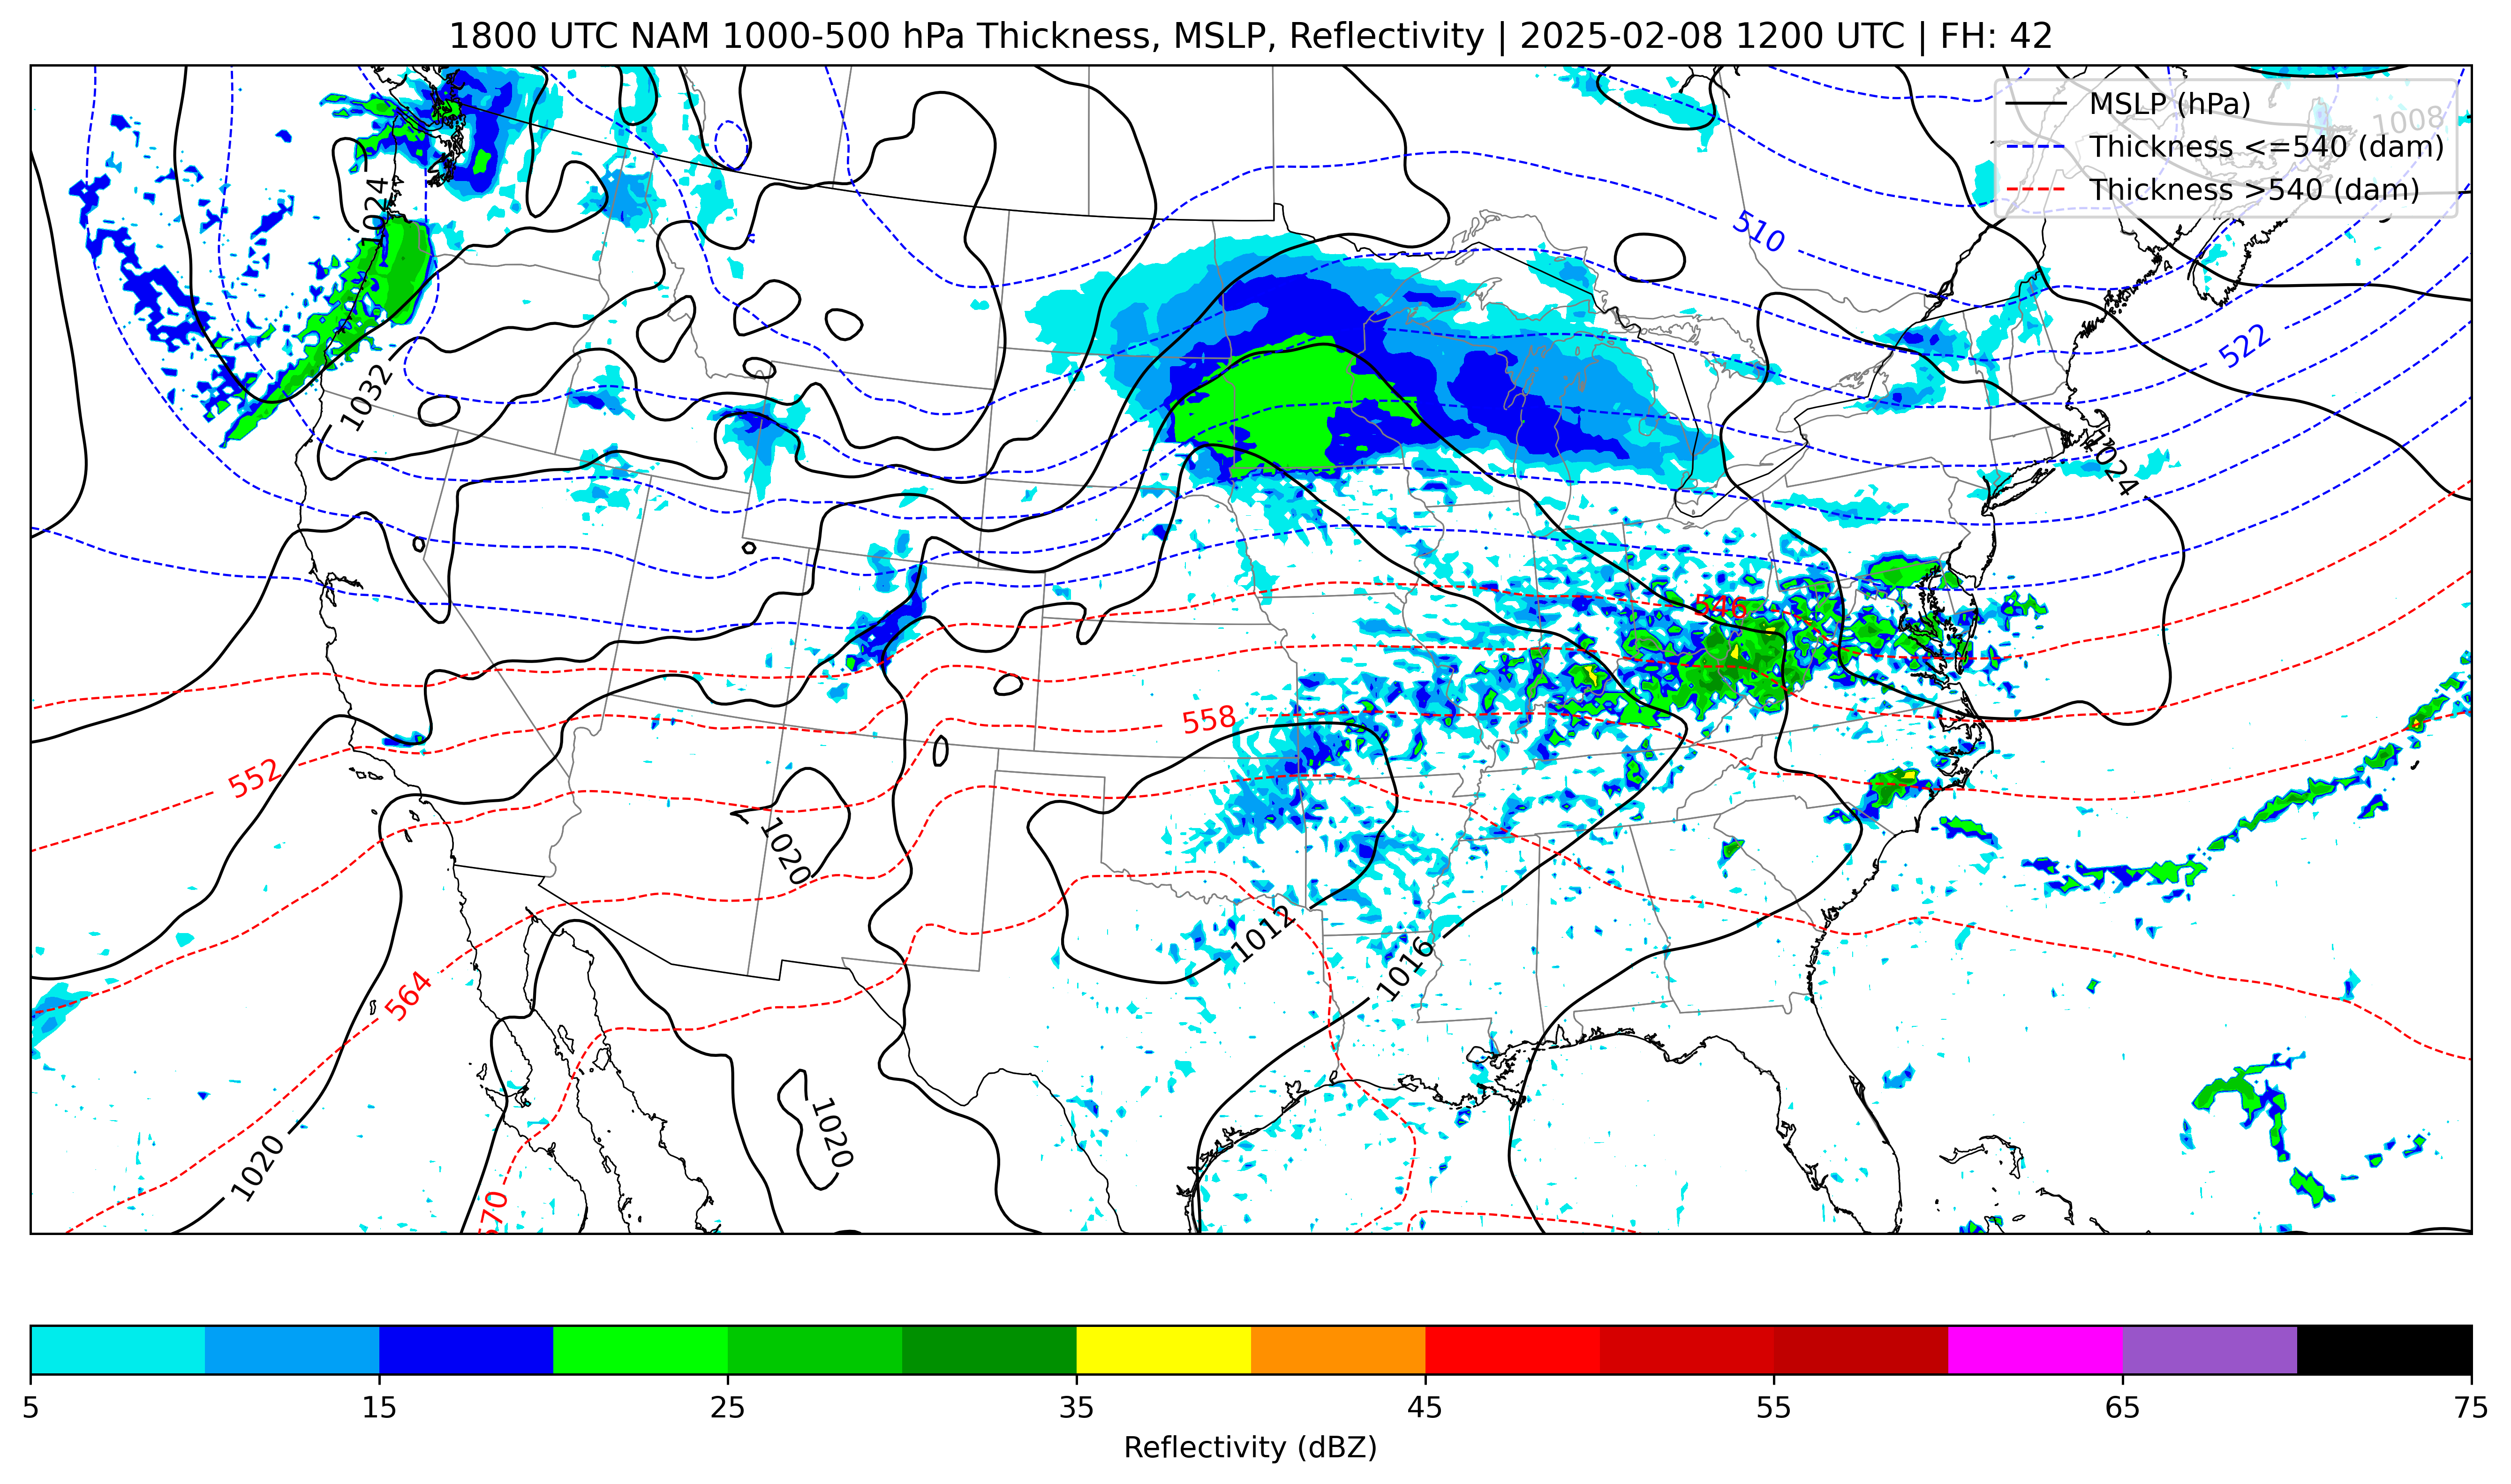 1800 UTC NAM 1000-500 hPa Thickness, MSLP, Reflectivity | 2025-02-08 1200 UTC | FH: 42
MSLP (hPa)
Thickness <=540 (dam)
Thickness >540 (dam)
1008
1024
510
522
1032
1024
546
558
552
1020
1012
1016
564
1020
1020
570
5 15 25 35 45 55 65 75
Reflectivity (dBZ)